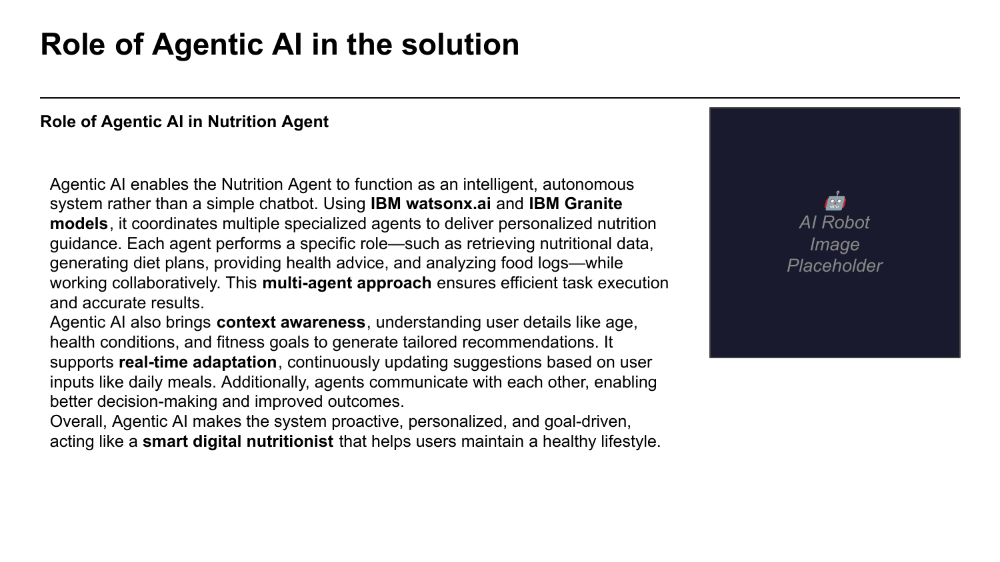 Role of Agentic AI in the solution
Role of Agentic AI in Nutrition Agent
Agentic AI enables the Nutrition Agent to function as an intelligent, autonomous
system rather than a simple chatbot. Using IBM watsonx.ai and IBM Granite
models, it coordinates multiple specialized agents to deliver personalized nutrition
guidance. Each agent performs a specific role—such as retrieving nutritional data,
generating diet plans, providing health advice, and analyzing food logs—while
working collaboratively. This multi-agent approach ensures efficient task execution
and accurate results.
Agentic AI also brings context awareness, understanding user details like age,
health conditions, and fitness goals to generate tailored recommendations. It
supports real-time adaptation, continuously updating suggestions based on user
inputs like daily meals. Additionally, agents communicate with each other, enabling
better decision-making and improved outcomes.
Overall, Agentic AI makes the system proactive, personalized, and goal-driven,
acting like a smart digital nutritionist that helps users maintain a healthy lifestyle.
🤖
AI Robot
Image
Placeholder